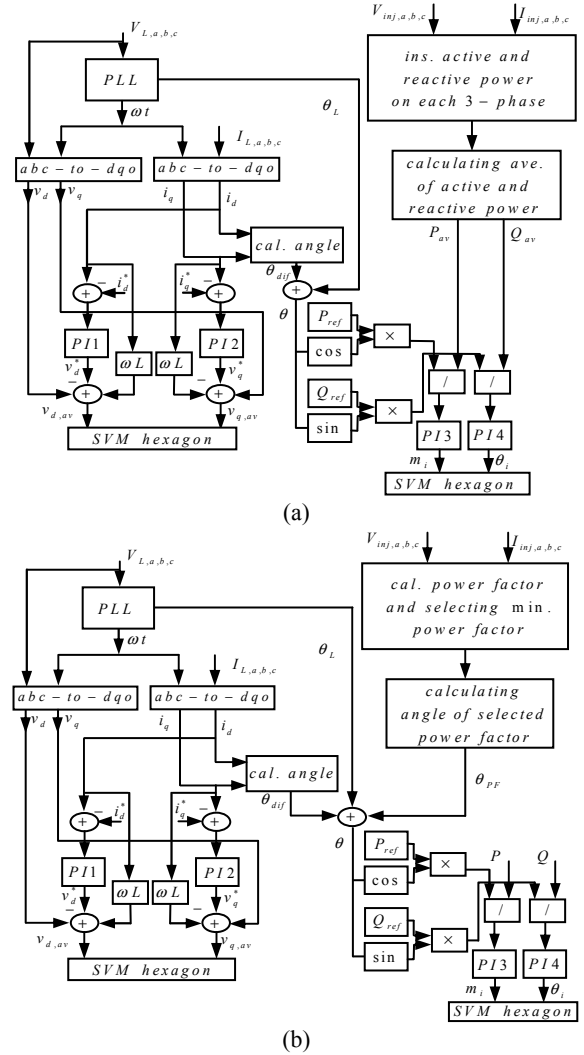 V_{L,a,b,c}
V_{inj,a,b,c} I_{inj,a,b,c}
PLL
ωt
θ_L
ins. active and
reactive power
on each 3 − phase
I_{L,a,b,c}
abc − to − dqo abc − to − dqo
v_d v_q i_q i_d
calculating ave.
of active and
reactive power
P_{av} Q_{av}
cal. angle
θ_{dif}
− i_d^* i_q^* −
+ + +
θ
PI1 ωL ωL PI2
v_d^* v_q^*
P_{ref} ×
cos
Q_{ref} ×
sin
/ /
− + − +
v_{d,av} v_{q,av}
PI3 PI4
m_i θ_i
SVM hexagon SVM hexagon
(a)
V_{L,a,b,c}
V_{inj,a,b,c} I_{inj,a,b,c}
PLL
ωt
θ_L
cal. power factor
and selecting min.
power factor
I_{L,a,b,c}
abc − to − dqo abc − to − dqo
v_d v_q i_q i_d
calculating
angle of selected
power factor
θ_{PF}
cal. angle
θ_{dif}
− i_d^* i_q^* −
+ + +
θ
PI1 ωL ωL PI2
v_d^* v_q^*
P_{ref} ×
cos
Q_{ref} ×
sin
P Q
/ /
− + − +
v_{d,av} v_{q,av}
PI3 PI4
m_i θ_i
SVM hexagon SVM hexagon
(b)